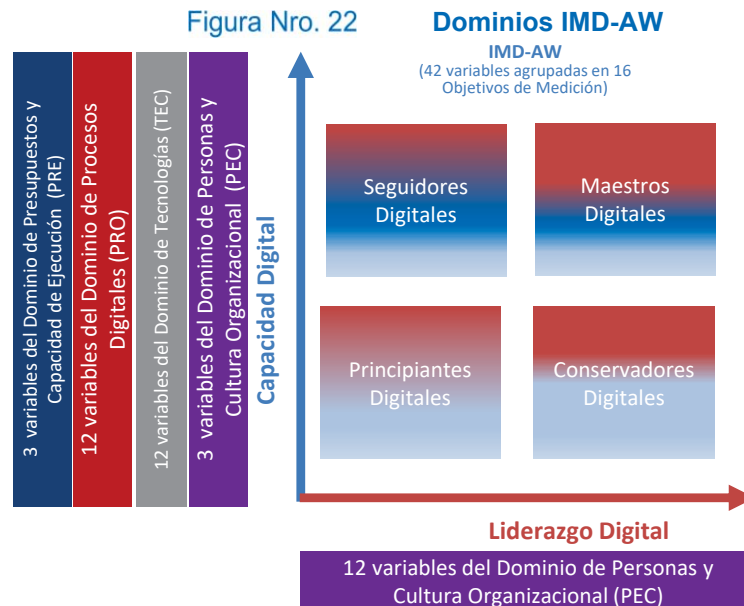 Figura Nro. 22
Dominios IMD-AW
IMD-AW
(42 variables agrupadas en 16
Objetivos de Medición)
3 variables del Dominio de Presupuestos y
Capacidad de Ejecución (PRE)
12 variables del Dominio de Procesos
Digitales (PRO)
12 variables del Dominio de Tecnologías (TEC)
3 variables del Dominio de Personas y
Cultura Organizacional (PEC)
Capacidad Digital
Seguidores
Digitales
Maestros
Digitales
Principiantes
Digitales
Conservadores
Digitales
Liderazgo Digital
12 variables del Dominio de Personas y
Cultura Organizacional (PEC)